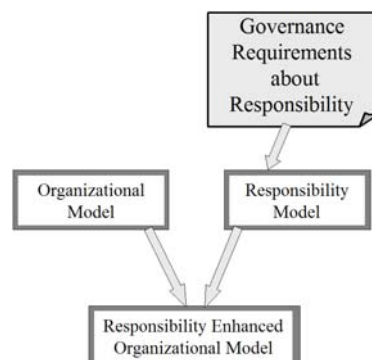 Governance
Requirements
about
Responsibility
Organizational
Model
Responsibility
Model
Responsibility Enhanced
Organizational Model